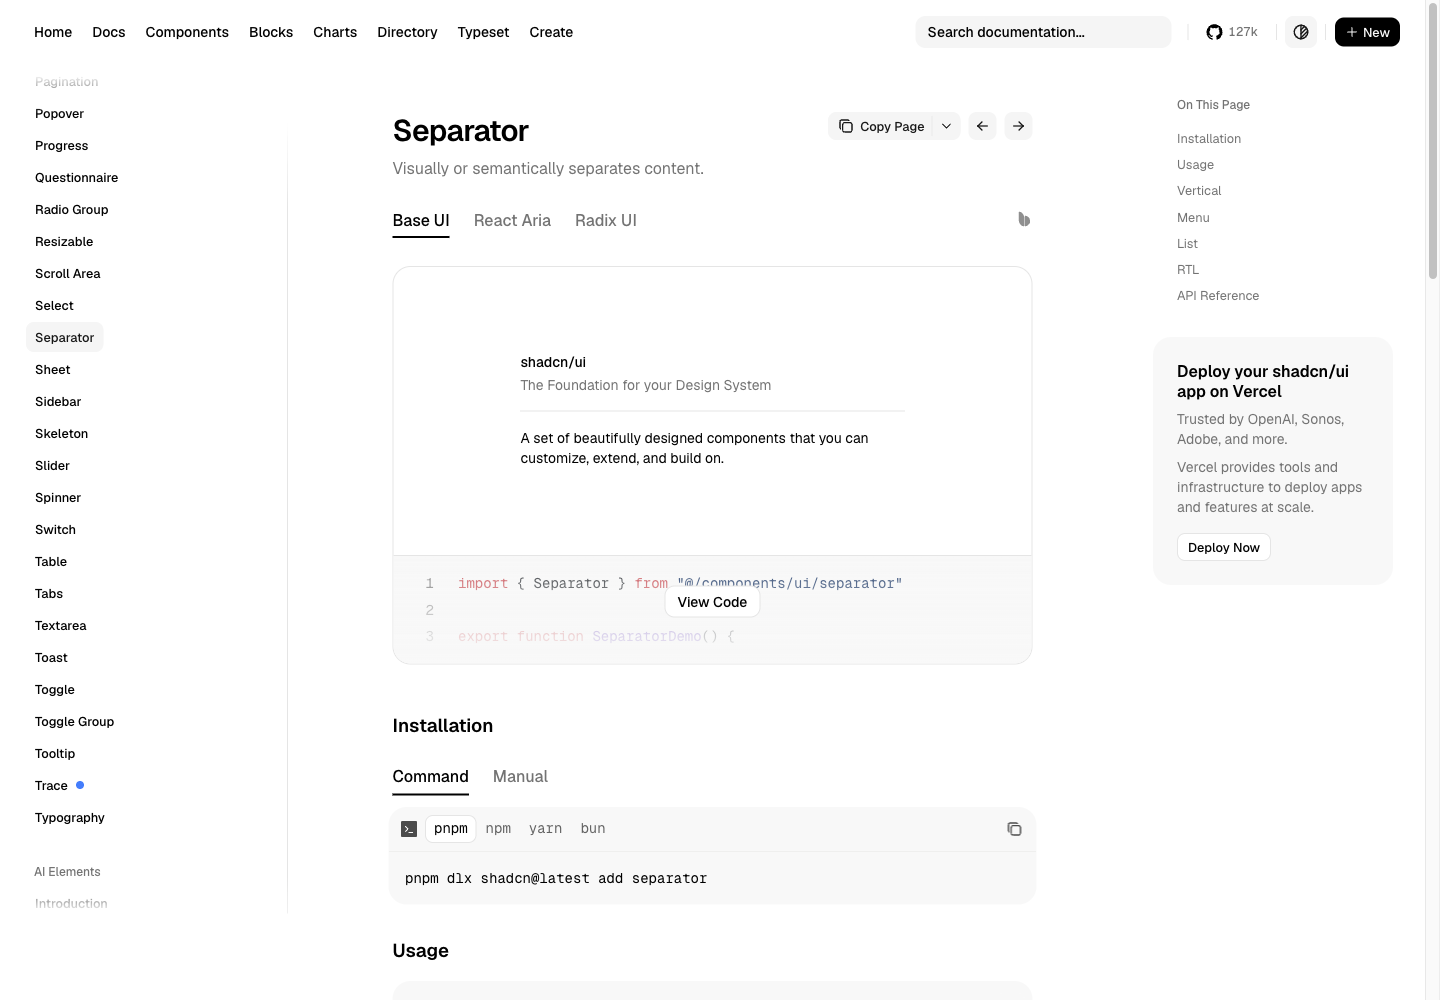 Home Docs Components Blocks Charts Directory Typeset Create
Search documentation...
127k
New
Pagination
Popover
Progress
Questionnaire
Radio Group
Resizable
Scroll Area
Select
Separator
Sheet
Sidebar
Skeleton
Slider
Spinner
Switch
Table
Tabs
Textarea
Toast
Toggle
Toggle Group
Tooltip
Trace
Typography
AI Elements
Introduction
Separator
Copy Page
Visually or semantically separates content.
Base UI React Aria Radix UI
shadcn/ui
The Foundation for your Design System
A set of beautifully designed components that you can
customize, extend, and build on.
1 import { Separator } from "@/components/ui/separator"
View Code
2
3 export function SeparatorDemo() {
Installation
Command Manual
pnpm npm yarn bun
pnpm dlx shadcn@latest add separator
Usage
On This Page
Installation
Usage
Vertical
Menu
List
RTL
API Reference
Deploy your shadcn/ui
app on Vercel
Trusted by OpenAI, Sonos,
Adobe, and more.
Vercel provides tools and
infrastructure to deploy apps
and features at scale.
Deploy Now